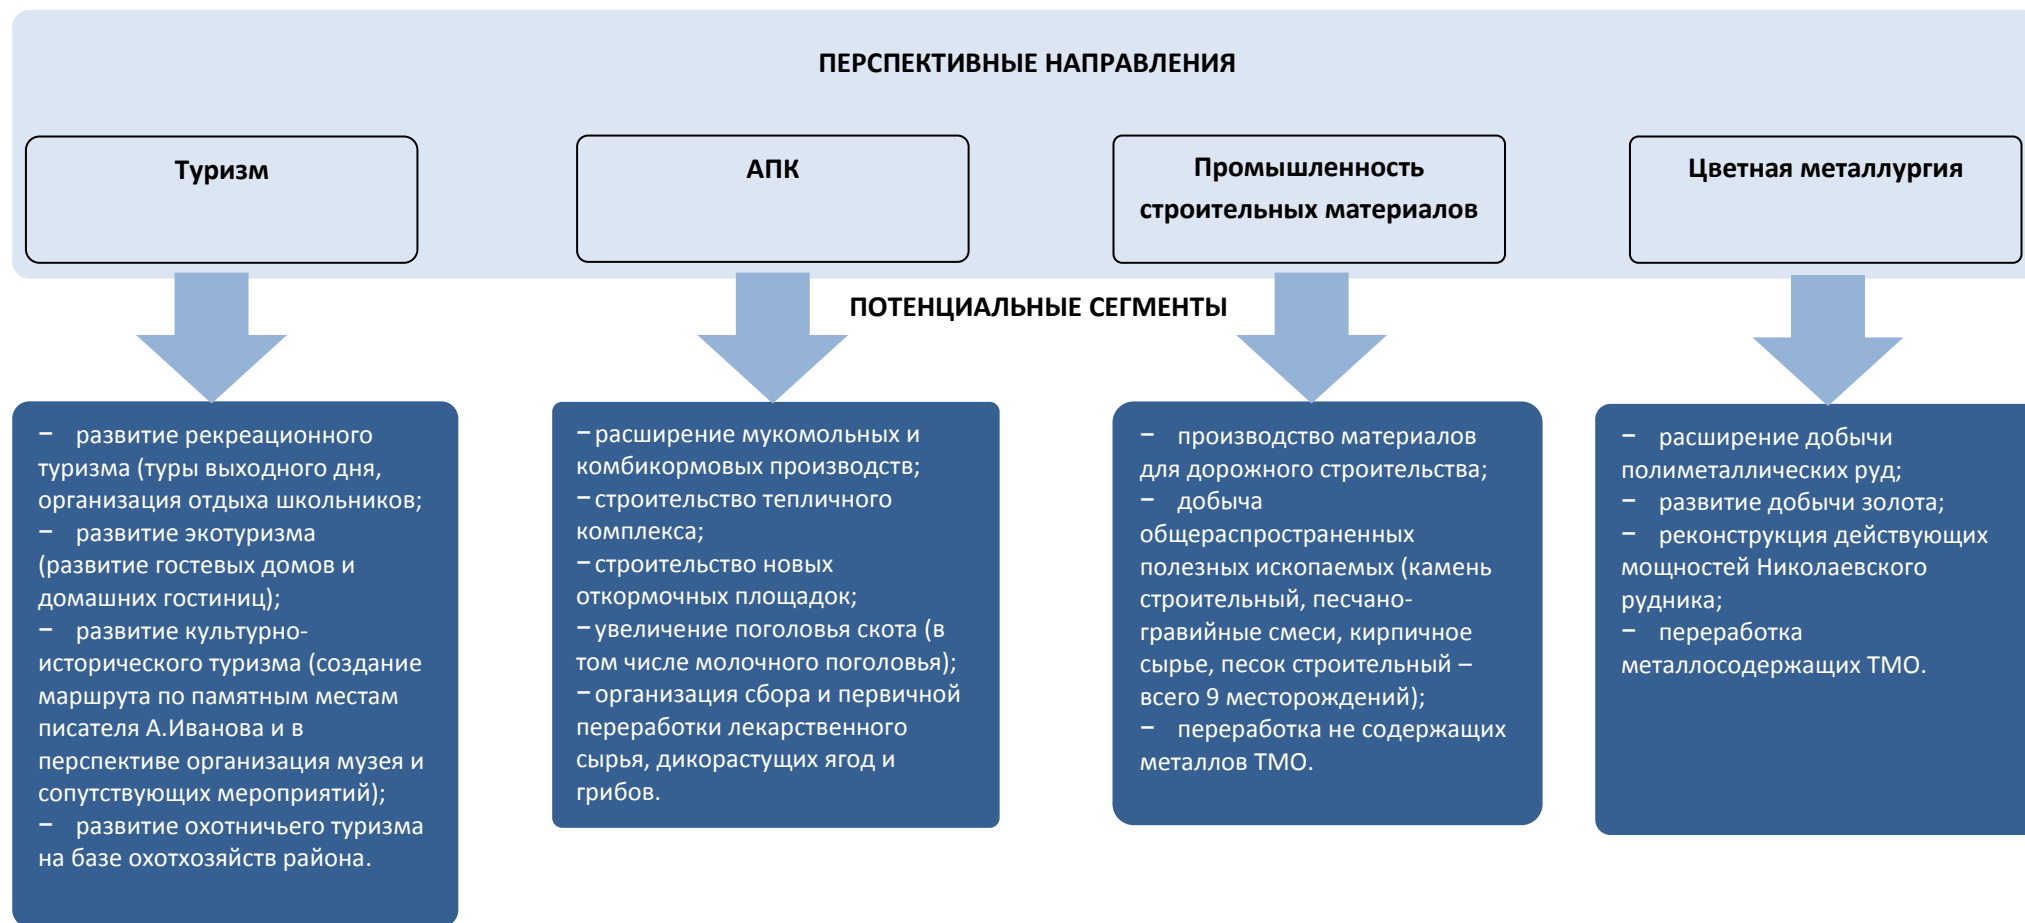 ПЕРСПЕКТИВНЫЕ НАПРАВЛЕНИЯ
Туризм
АПК
Промышленность
строительных материалов
Цветная металлургия
ПОТЕНЦИАЛЬНЫЕ СЕГМЕНТЫ
− развитие рекреационного
туризма (туры выходного дня,
организация отдыха школьников;
− развитие экотуризма
(развитие гостевых домов и
домашних гостиниц);
− развитие культурно-
исторического туризма (создание
маршрута по памятным местам
писателя А.Иванова и в
перспективе организация музея и
сопутствующих мероприятий);
− развитие охотничьего туризма
на базе охотхозяйств района.
− расширение мукомольных и
комбикормовых производств;
− строительство тепличного
комплекса;
− строительство новых
откормочных площадок;
− увеличение поголовья скота (в
том числе молочного поголовья);
− организация сбора и первичной
переработки лекарственного
сырья, дикорастущих ягод и
грибов.
− производство материалов
для дорожного строительства;
− добыча
общераспространенных
полезных ископаемых (камень
строительный, песчано-
гравийные смеси, кирпичное
сырье, песок строительный –
всего 9 месторождений);
− переработка не содержащих
металлов ТМО.
− расширение добычи
полиметаллических руд;
− развитие добычи золота;
− реконструкция действующих
мощностей Николаевского
рудника;
− переработка
металлосодержащих ТМО.